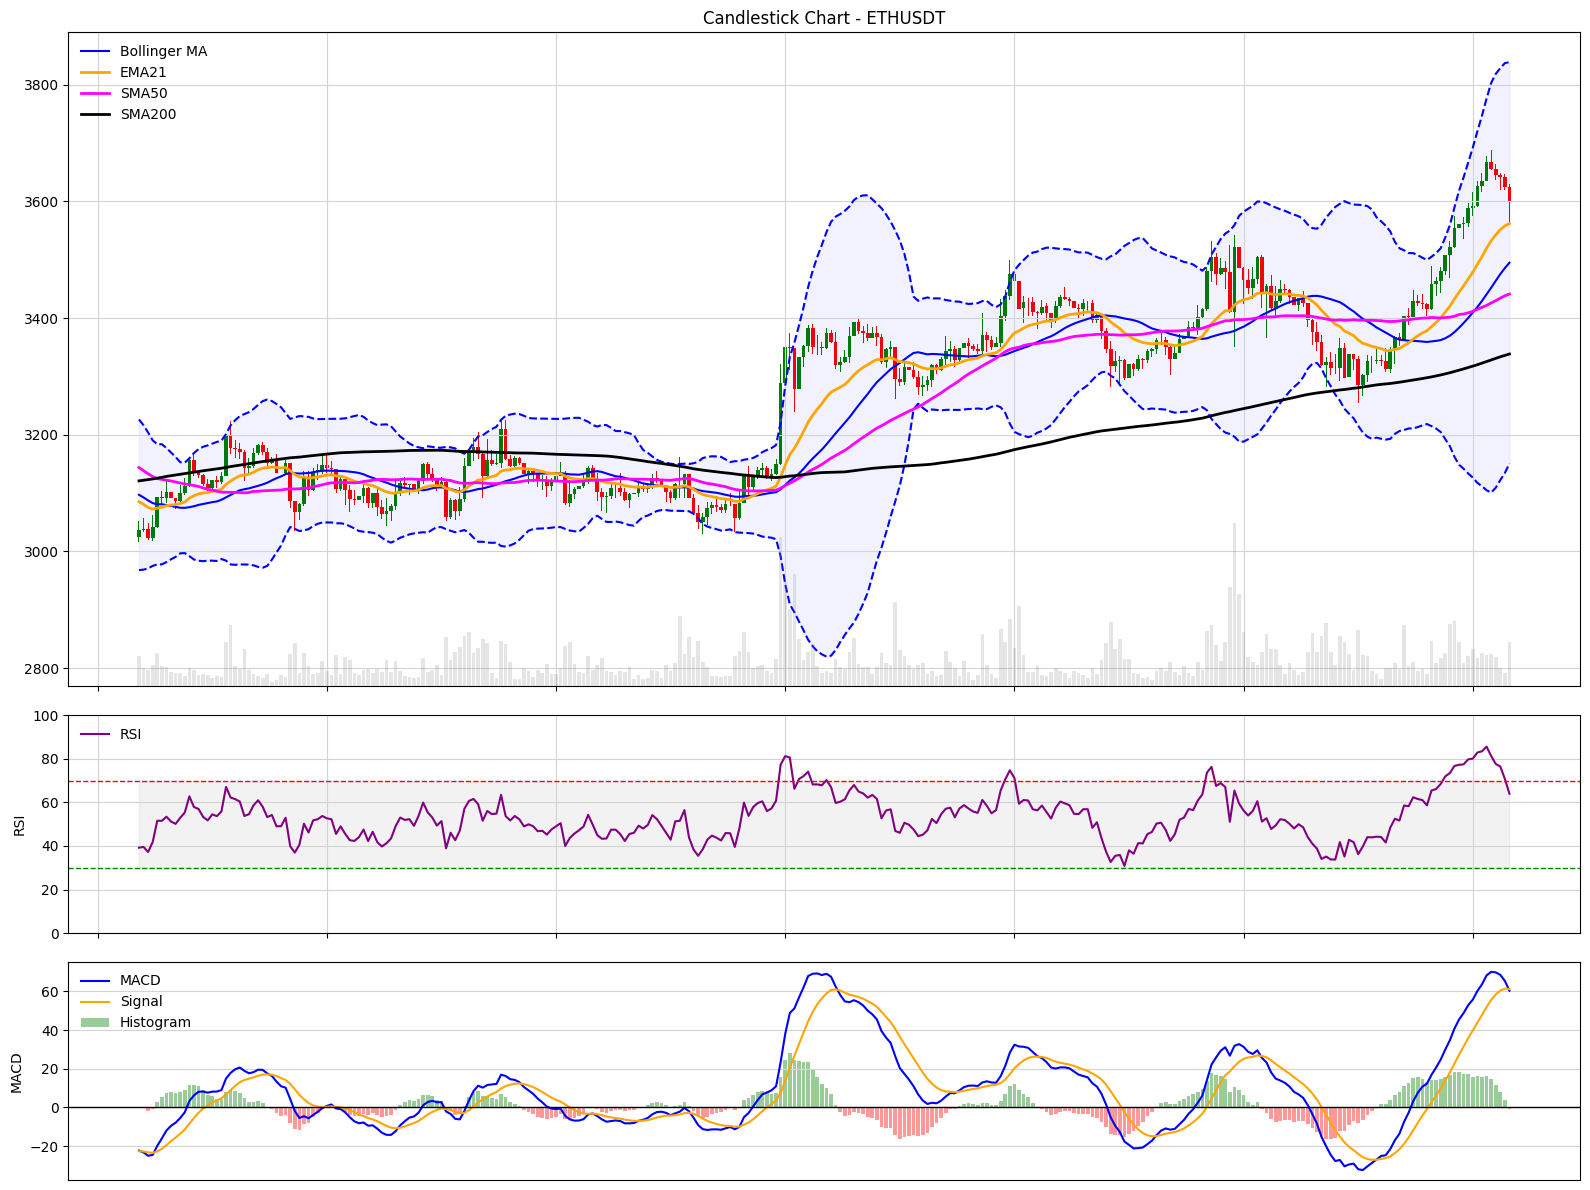 Candlestick Chart - ETHUSDT
Bollinger MA
EMA21
SMA50
SMA200
3800
3600
3400
3200
3000
2800
RSI
100
80
60
40
20
0
RSI
MACD
Signal
Histogram
60
40
20
0
−20
MACD